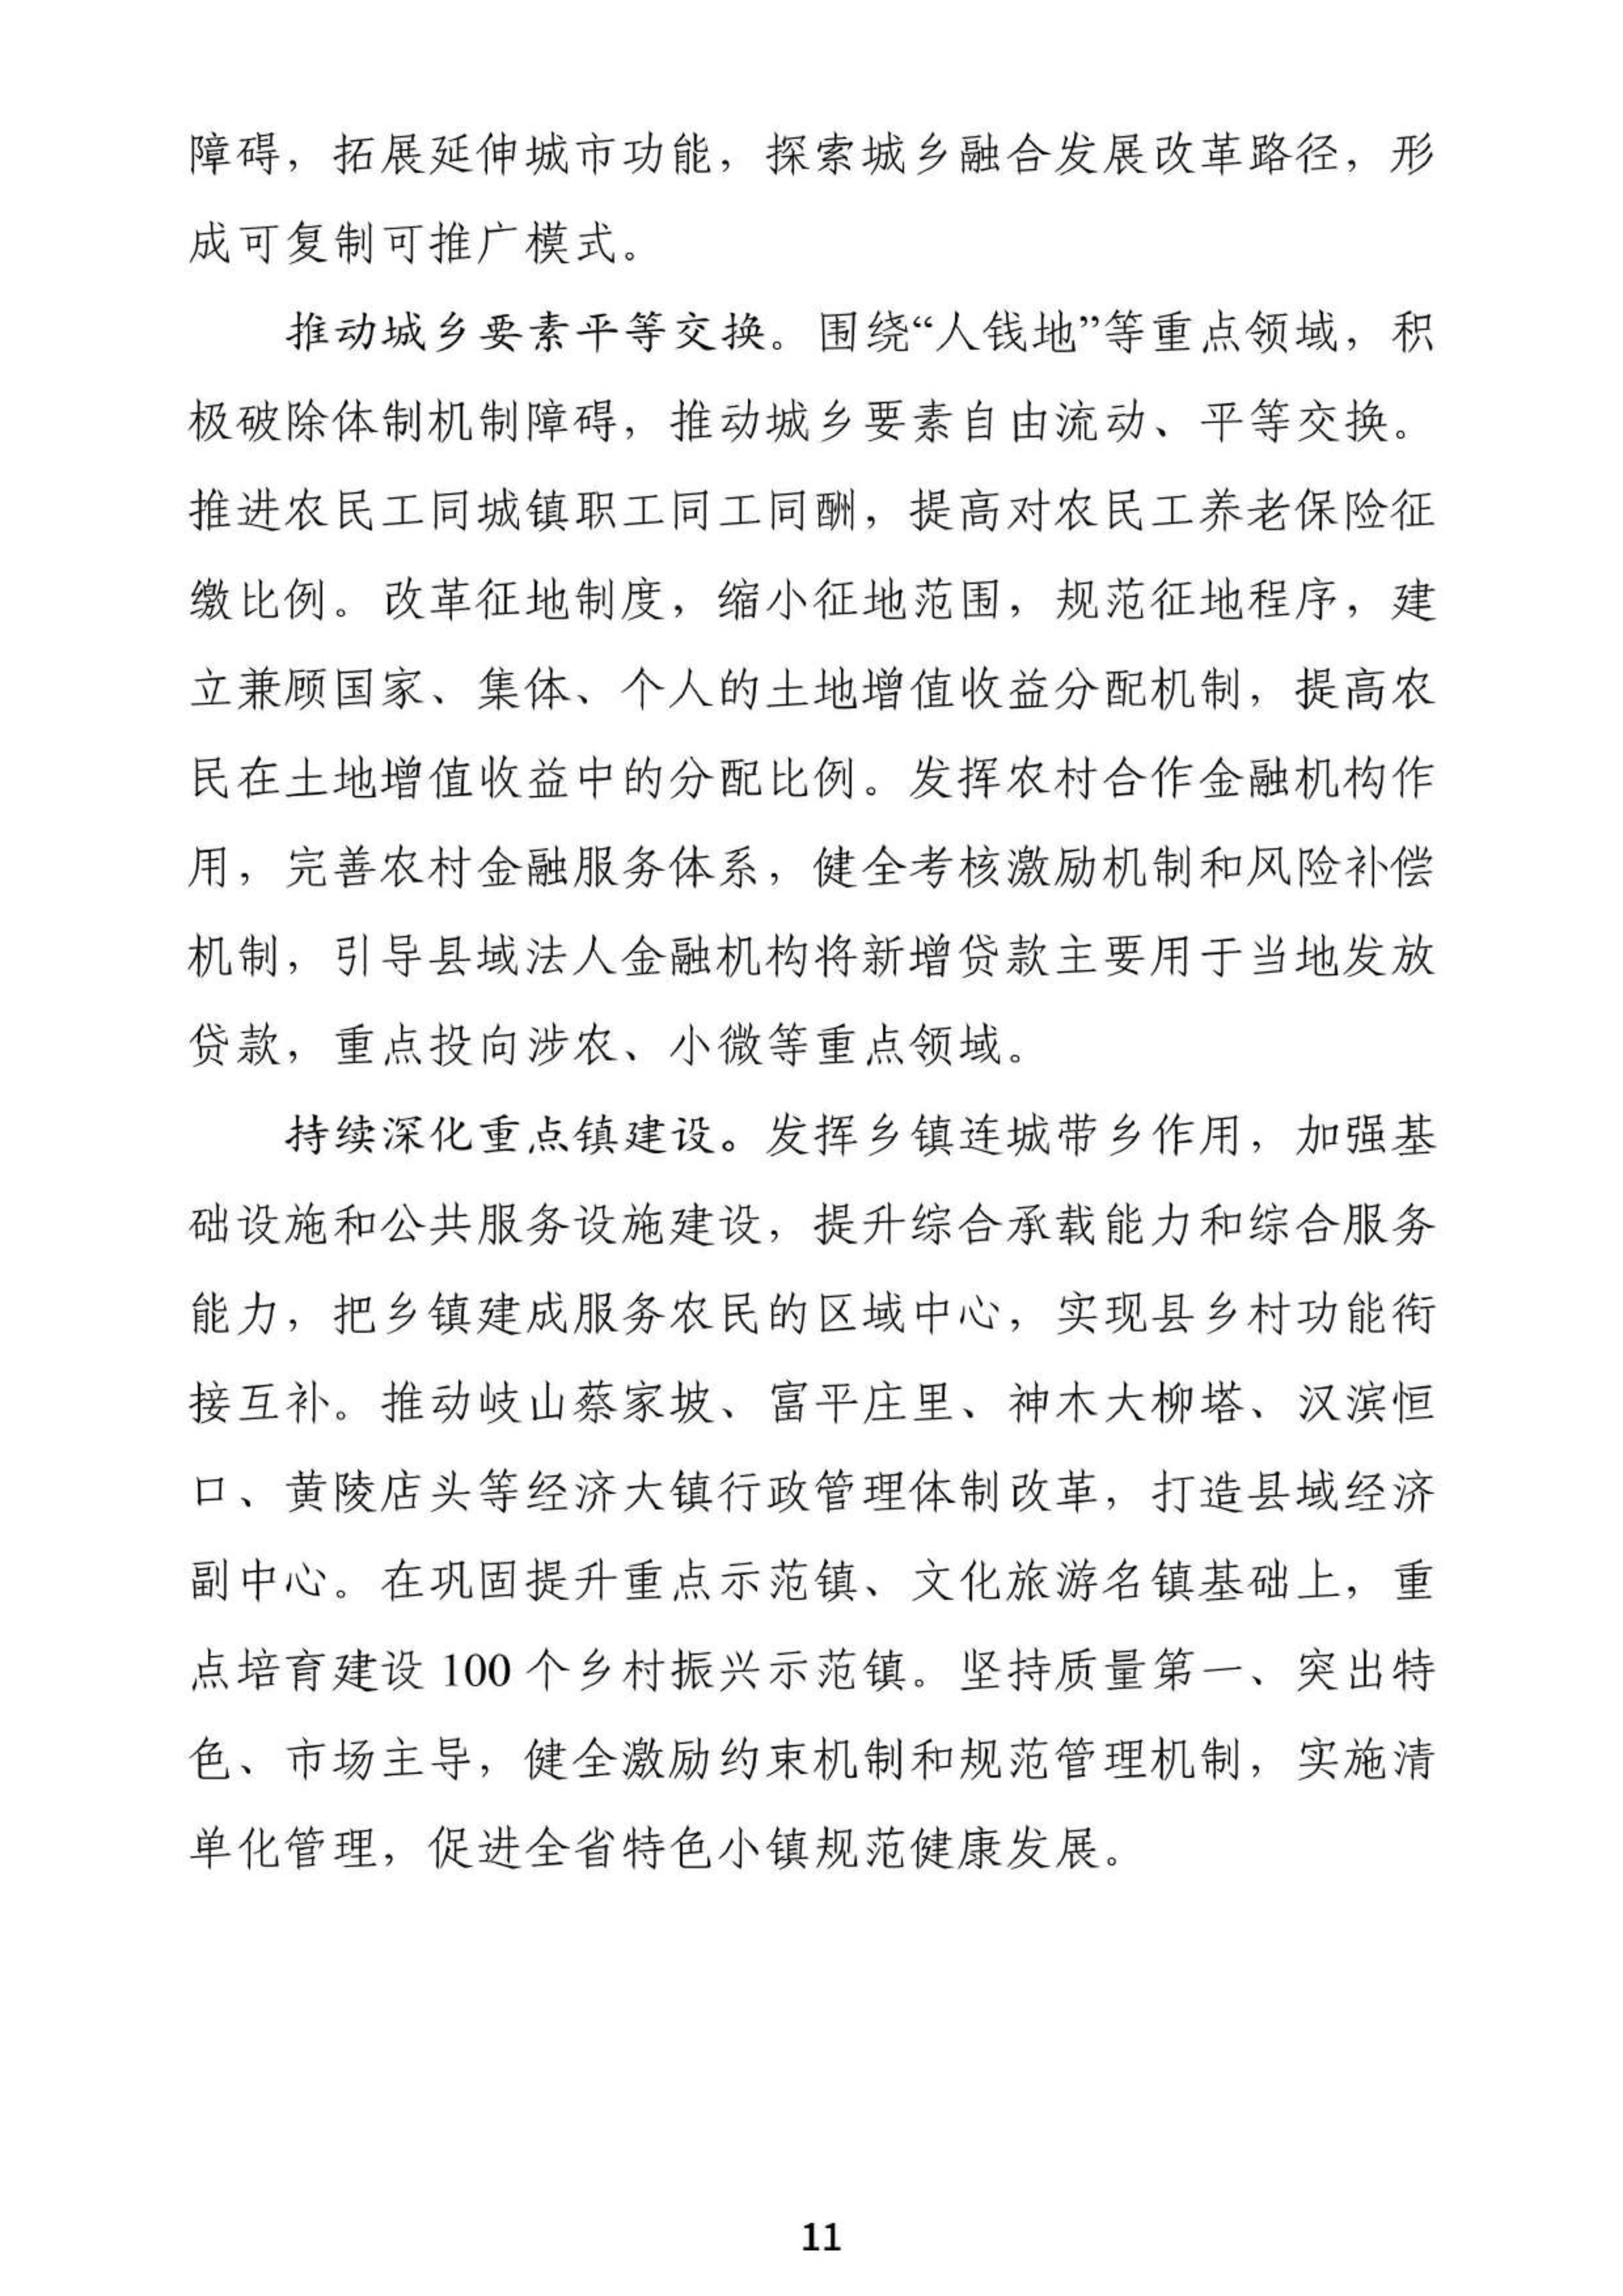 障碍，拓展延伸城市功能，探索城乡融合发展改革路径，形
成可复制可推广模式。
推动城乡要素平等交换。围绕“人钱地”等重点领域，积
极破除体制机制障碍，推动城乡要素自由流动、平等交换。
推进农民工同城镇职工同工同酬，提高对农民工养老保险征
缴比例。改革征地制度，缩小征地范围，规范征地程序，建
立兼顾国家、集体、个人的土地增值收益分配机制，提高农
民在土地增值收益中的分配比例。发挥农村合作金融机构作
用，完善农村金融服务体系，健全考核激励机制和风险补偿
机制，引导县域法人金融机构将新增贷款主要用于当地发放
贷款，重点投向涉农、小微等重点领域。
持续深化重点镇建设。发挥乡镇连城带乡作用，加强基
础设施和公共服务设施建设，提升综合承载能力和综合服务
能力，把乡镇建成服务农民的区域中心，实现县乡村功能衔
接互补。推动岐山蔡家坡、富平庄里、神木大柳塔、汉滨恒
口、黄陵店头等经济大镇行政管理体制改革，打造县域经济
副中心。在巩固提升重点示范镇、文化旅游名镇基础上，重
点培育建设 100 个乡村振兴示范镇。坚持质量第一、突出特
色、市场主导，健全激励约束机制和规范管理机制，实施清
单化管理，促进全省特色小镇规范健康发展。
11